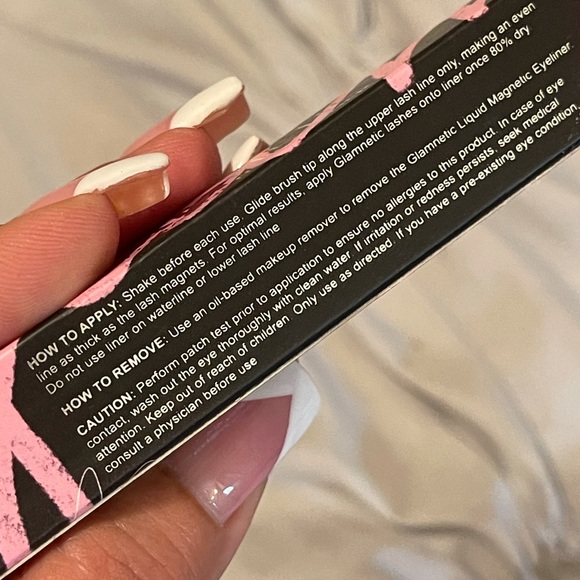 HOW TO APPLY: Shake before each use. Glide brush tip along the upper lash line only, making an even
line as thick as the lash magnets. For optimal results, apply Glamnetic lashes onto liner once 80% dry
Do not use liner on waterline or lower lash line
HOW TO REMOVE: Use an oil-based makeup remover to remove the Glamnetic Liquid Magnetic Eyeliner.
CAUTION: Perform patch test prior to application to ensure no allergies to this product. In case of eye
contact, wash out the eye thoroughly with clean water. If irritation or redness persists, seek medical
attention. Keep out of reach of children. Only use as directed. If you have a pre-existing eye condition,
consult a physician before use